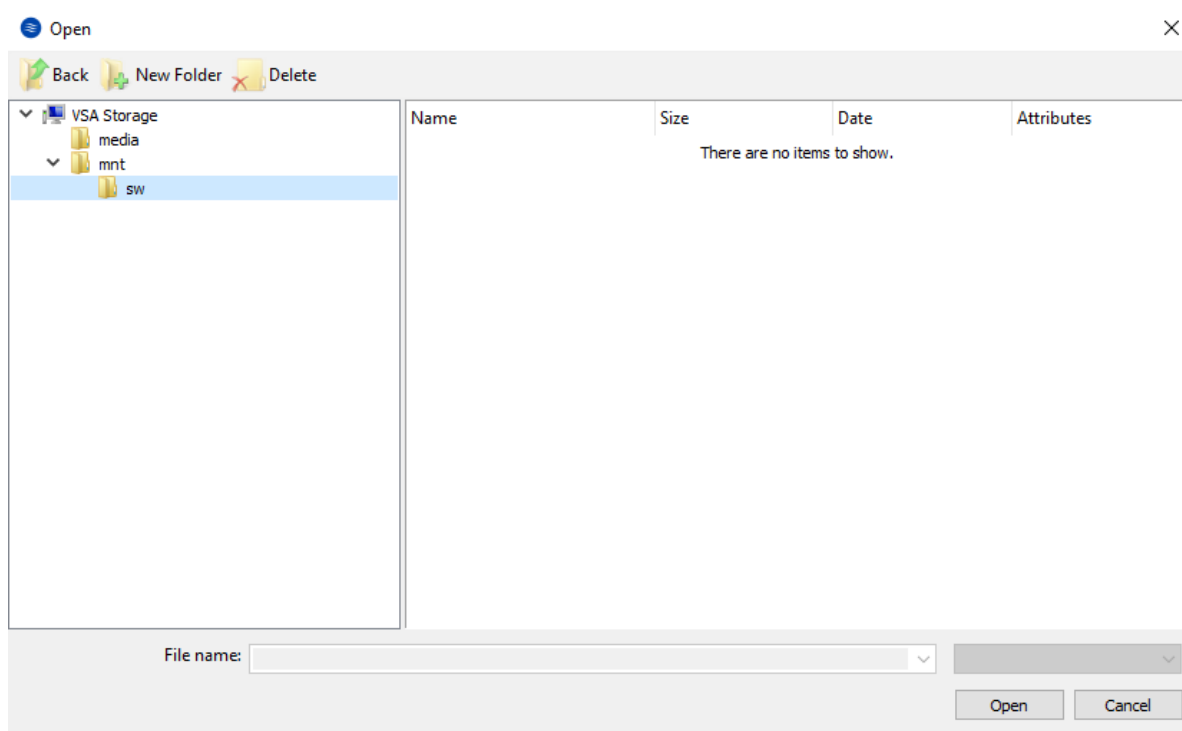 Open
Back New Folder Delete
VSA Storage
media
mnt
sw
Name Size Date Attributes
There are no items to show.
File name:
Open Cancel